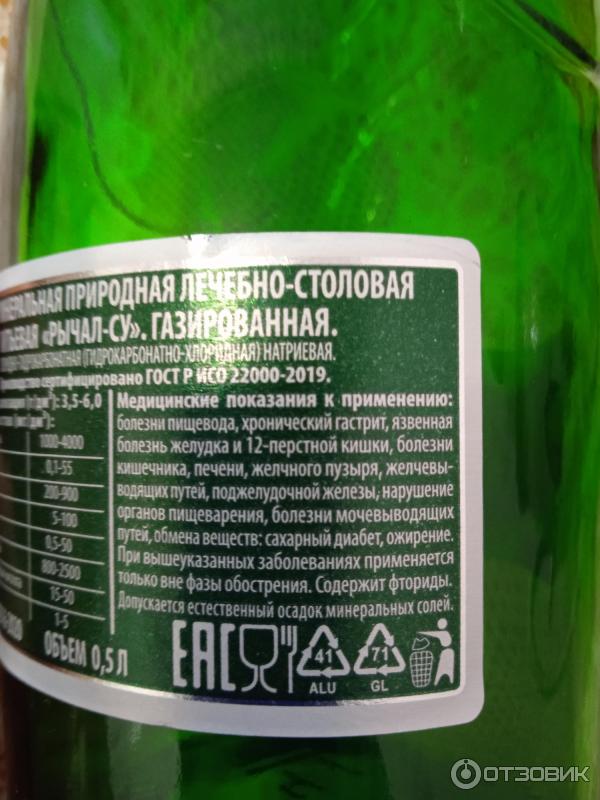 ПРИРОДНАЯ ЛЕЧЕБНО-СТОЛОВАЯ
«РЫЧАЛ-СУ». ГАЗИРОВАННАЯ.
(ГИДРОКАРБОНАТНО-ХЛОРИДНАЯ) НАТРИЕВАЯ.
сертифицировано ГОСТ Р ИСО 22000-2019.
3,5-6,0
1000-4000
0,1-55
200-900
5-100
0,5-50
800-2500
15-50
1-5
Медицинские показания к применению:
болезни пищевода, хронический гастрит, язвенная
болезнь желудка и 12-перстной кишки, болезни
кишечника, печени, желчного пузыря, желчевы-
водящих путей, поджелудочной железы, нарушение
органов пищеварения, болезни мочевыводящих
путей, обмена веществ: сахарный диабет, ожирение.
При вышеуказанных заболеваниях применяется
только вне фазы обострения. Содержит фториды.
Допускается естественный осадок минеральных солей.
ОБЪЕМ 0,5 Л
ЕАС 41 71
ALU GL
ОТЗОВИК